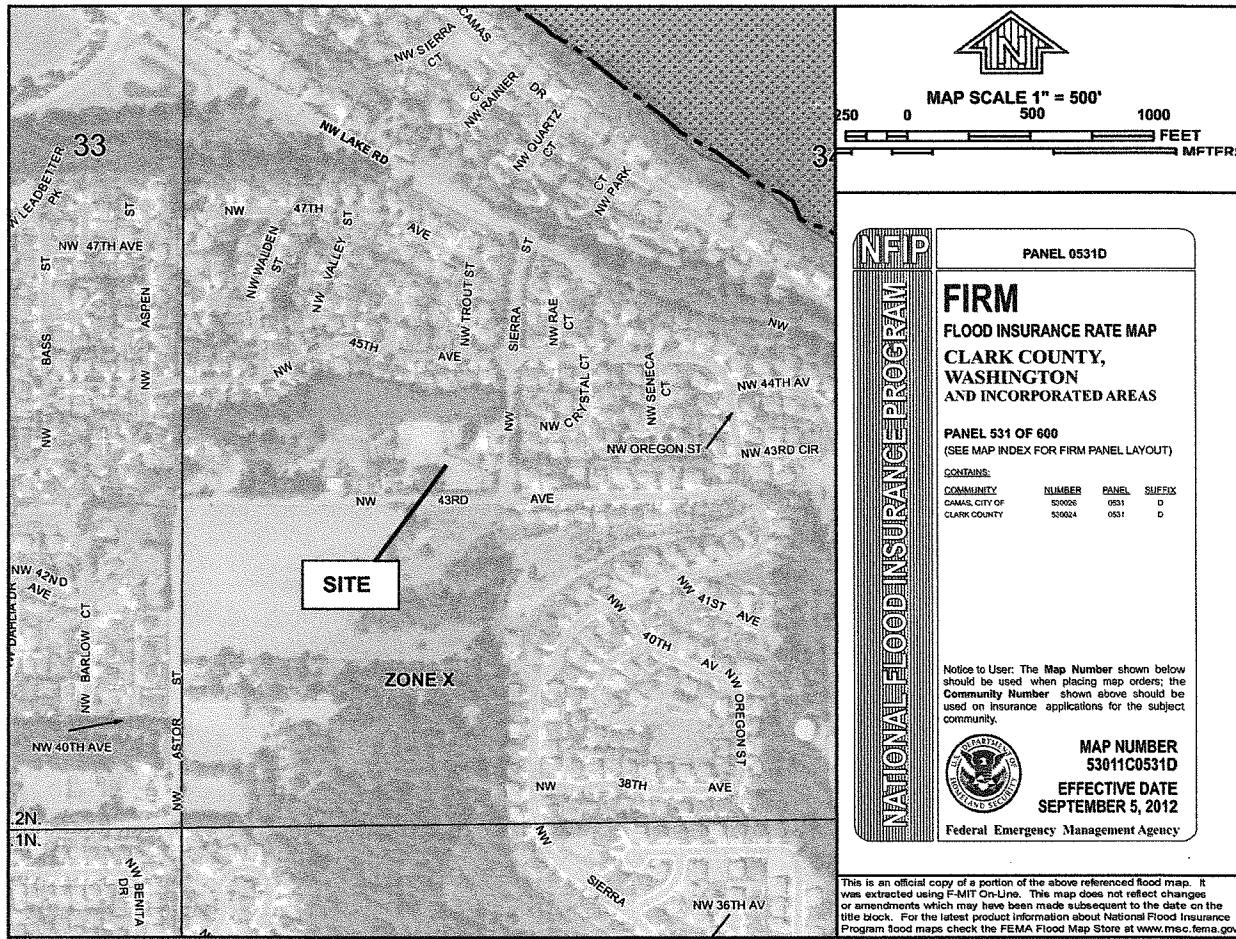 CAMAS
DR
NW SIERRA
CT
NW RAINIER
CT
NW QUARTZ
CT
NW PARK
CT
NW LAKE RD
33
LEADBETTER
PK
NW 47TH AVE
ST
NW 47TH AVE
NW WALDEN
ST
NW VALLEY ST
NW BASS ST
NW ASPEN ST
NW TROUT ST
NW SIERRA ST
NW RAE
CT
NW
NW 45TH AVE
NW CRYSTAL CT
NW SENECA
CT
NW 44TH AV
NW OREGON ST
NW 43RD CIR
NW 43RD AVE
SITE
NW 42ND
AVE
NW DAHLIA DR
NW BARLOW CT
NW 41ST AVE
NW 40TH AV
NW OREGON ST
ZONE X
NW 40TH AVE
NW ASTOR ST
NW 38TH AVE
2N.
1N.
NW BENITA
DR
NW SIERRA
NW 36TH AV
N
MAP SCALE 1" = 500'
250 0 500 1000
FEET
METERS
NFIP
NATIONAL FLOOD INSURANCE PROGRAM
PANEL 0531D
FIRM
FLOOD INSURANCE RATE MAP
CLARK COUNTY,
WASHINGTON
AND INCORPORATED AREAS
PANEL 531 OF 600
(SEE MAP INDEX FOR FIRM PANEL LAYOUT)
CONTAINS:
COMMUNITY NUMBER PANEL SUFFIX
CAMAS, CITY OF 530026 0531 D
CLARK COUNTY 530024 0531 D
Notice to User: The Map Number shown below
should be used when placing map orders; the
Community Number shown above should be
used on insurance applications for the subject
community.
U.S. DEPARTMENT OF
HOMELAND SECURITY
MAP NUMBER
53011C0531D
EFFECTIVE DATE
SEPTEMBER 5, 2012
Federal Emergency Management Agency
This is an official copy of a portion of the above referenced flood map. It
was extracted using F-MIT On-Line. This map does not reflect changes
or amendments which may have been made subsequent to the date on the
title block. For the latest product information about National Flood Insurance
Program flood maps check the FEMA Flood Map Store at www.msc.fema.gov